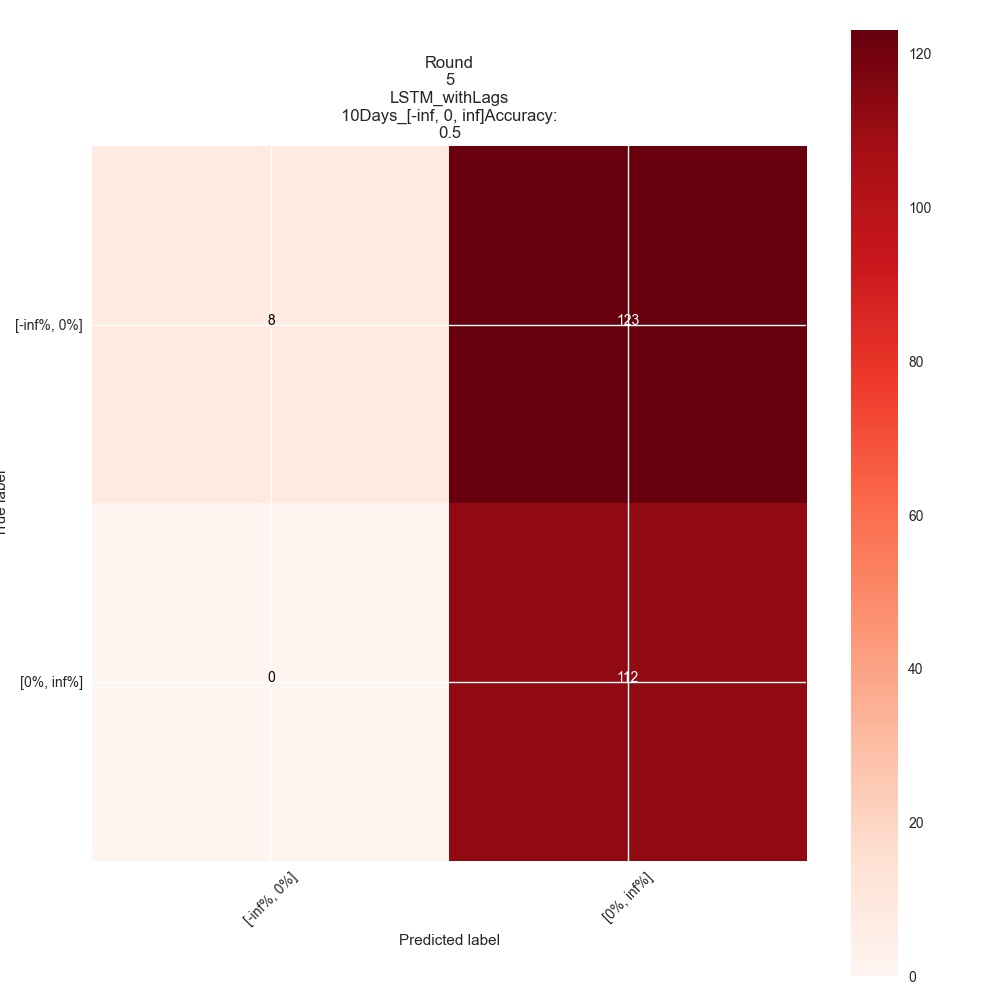 Round
5
LSTM_withLags
10Days_[-inf, 0, inf]Accuracy:
0.5
[-inf%, 0%]
8
123
True label
[0%, inf%]
0
112
[-inf%, 0%]
[0%, inf%]
Predicted label
120
100
80
60
40
20
0